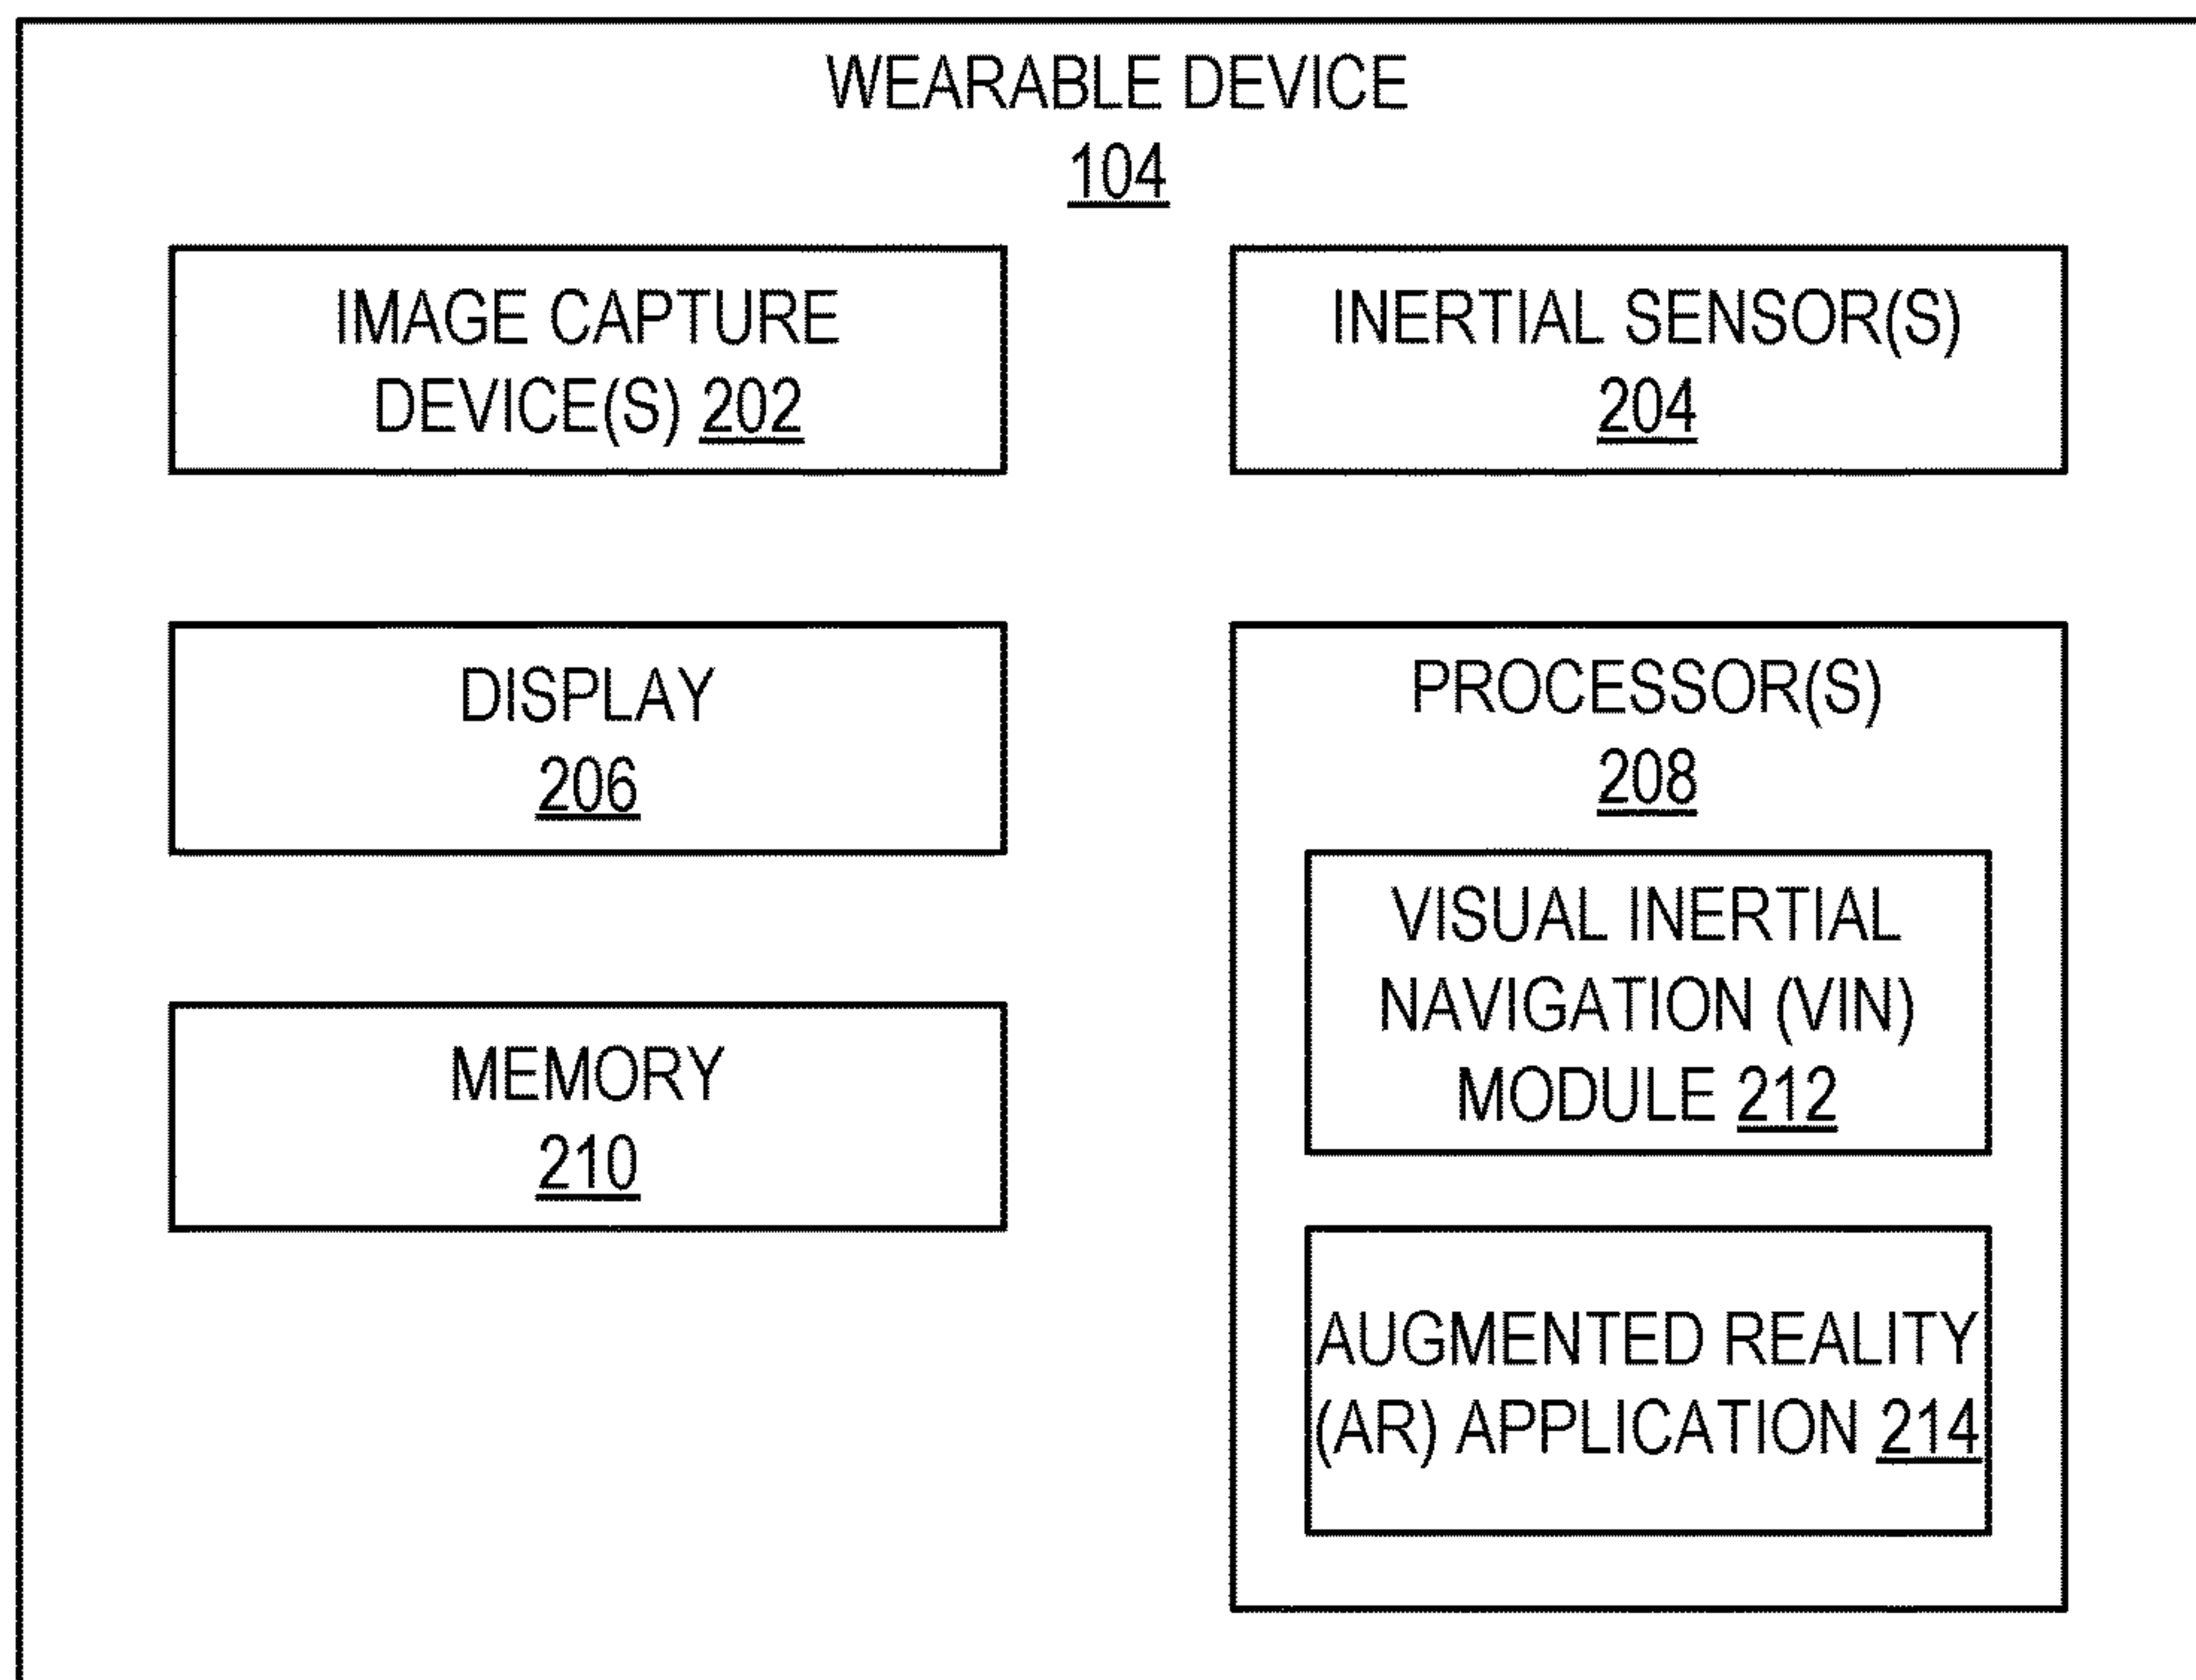 WEARABLE DEVICE
104
IMAGE CAPTURE
DEVICE(S) 202
INERTIAL SENSOR(S)
204
DISPLAY
206
PROCESSOR(S)
208
VISUAL INERTIAL
NAVIGATION (VIN)
MODULE 212
MEMORY
210
AUGMENTED REALITY
(AR) APPLICATION 214